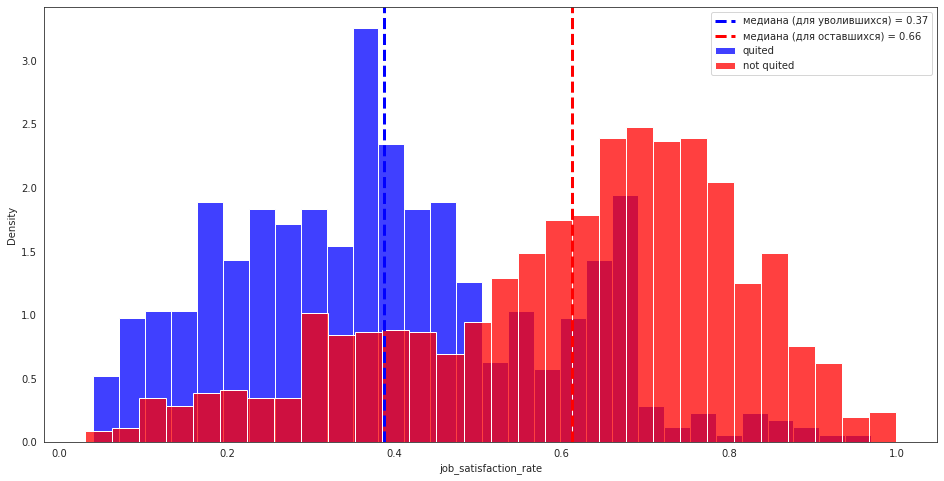 медиана (для уволившихся) = 0.37
медиана (для оставшихся) = 0.66
quited
not quited
3.0
2.5
2.0
1.5
1.0
0.5
0.0
Density
0.0 0.2 0.4 0.6 0.8 1.0
job_satisfaction_rate